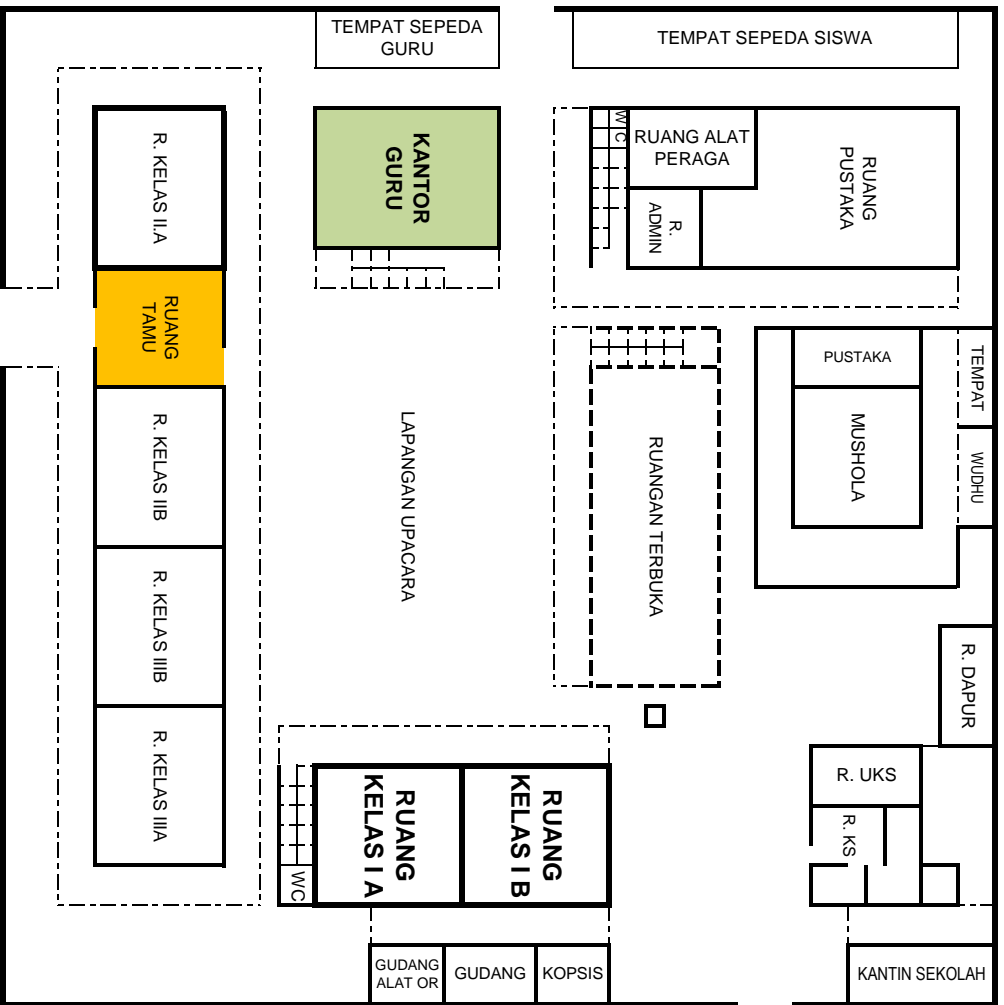 TEMPAT SEPEDA
GURU
TEMPAT SEPEDA SISWA
R. KELAS II.A
KANTOR
GURU
WC
RUANG ALAT
PERAGA
R.
ADMIN
RUANG
PUSTAKA
RUANG
TAMU
R. KELAS IIB
LAPANGAN UPACARA
RUANGAN TERBUKA
PUSTAKA
MUSHOLA
TEMPAT
WUDHU
R. KELAS IIIB
R. KELAS IIIA
R. DAPUR
RUANG
KELAS I A
RUANG
KELAS I B
WC
R. UKS
R. KS
GUDANG
ALAT OR
GUDANG
KOPSIS
KANTIN SEKOLAH